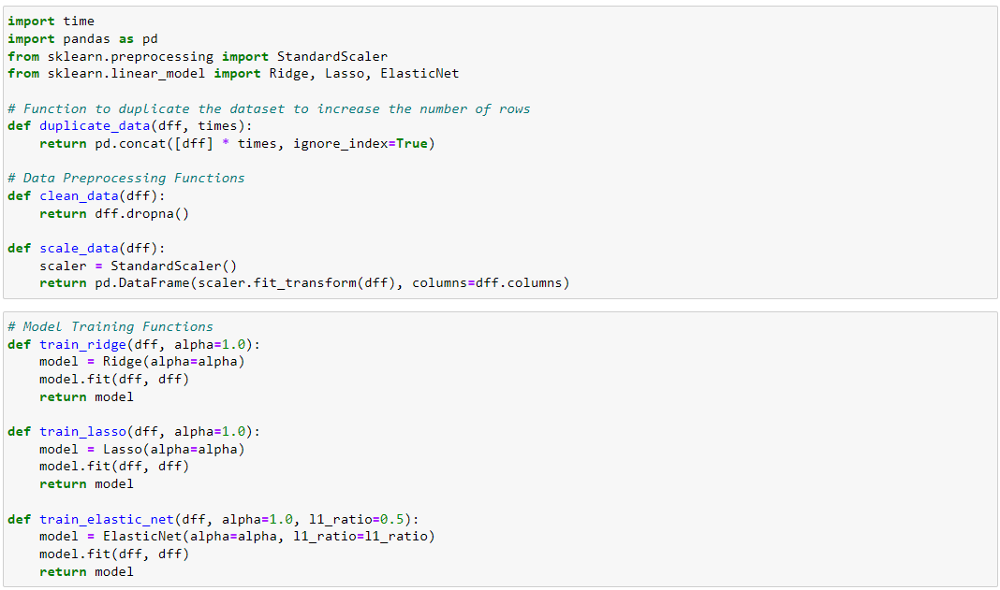 import time
import pandas as pd
from sklearn.preprocessing import StandardScaler
from sklearn.linear_model import Ridge, Lasso, ElasticNet

# Function to duplicate the dataset to increase the number of rows
def duplicate_data(dff, times):
    return pd.concat([dff] * times, ignore_index=True)

# Data Preprocessing Functions
def clean_data(dff):
    return dff.dropna()

def scale_data(dff):
    scaler = StandardScaler()
    return pd.DataFrame(scaler.fit_transform(dff), columns=dff.columns)

# Model Training Functions
def train_ridge(dff, alpha=1.0):
    model = Ridge(alpha=alpha)
    model.fit(dff, dff)
    return model

def train_lasso(dff, alpha=1.0):
    model = Lasso(alpha=alpha)
    model.fit(dff, dff)
    return model

def train_elastic_net(dff, alpha=1.0, l1_ratio=0.5):
    model = ElasticNet(alpha=alpha, l1_ratio=l1_ratio)
    model.fit(dff, dff)
    return model